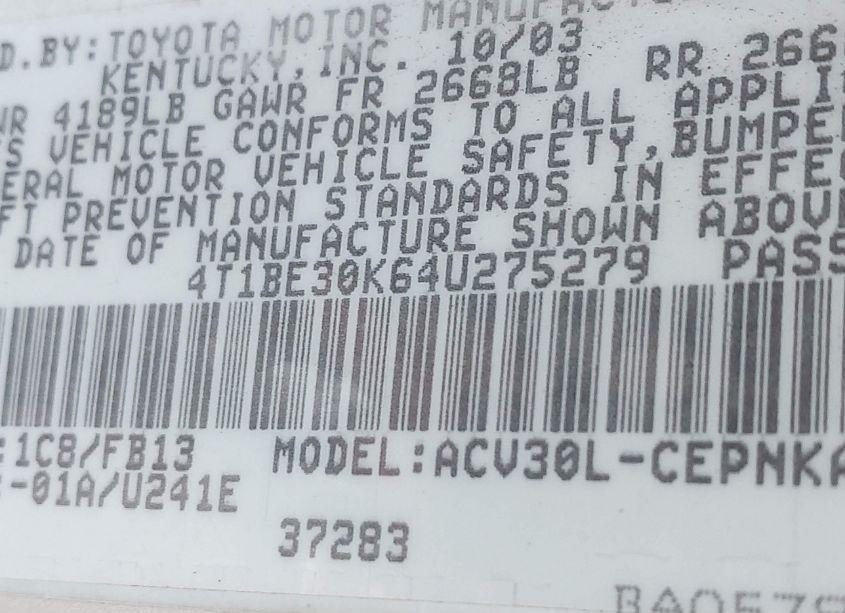 D.BY:TOYOTA MOTOR MANUFACTU
KENTUCKY, INC. 10/03
WR 4189LB GAWR FR 2668LB RR 266
S VEHICLE CONFORMS TO ALL APPLI
ERAL MOTOR VEHICLE SAFETY, BUMPE
FT PREVENTION STANDARDS IN EFFE
DATE OF MANUFACTURE SHOWN ABOV
4T1BE30K64U275279 PASS
:1C8/FB13 MODEL:ACV30L-CEPNKA
:-01A/U241E
37283